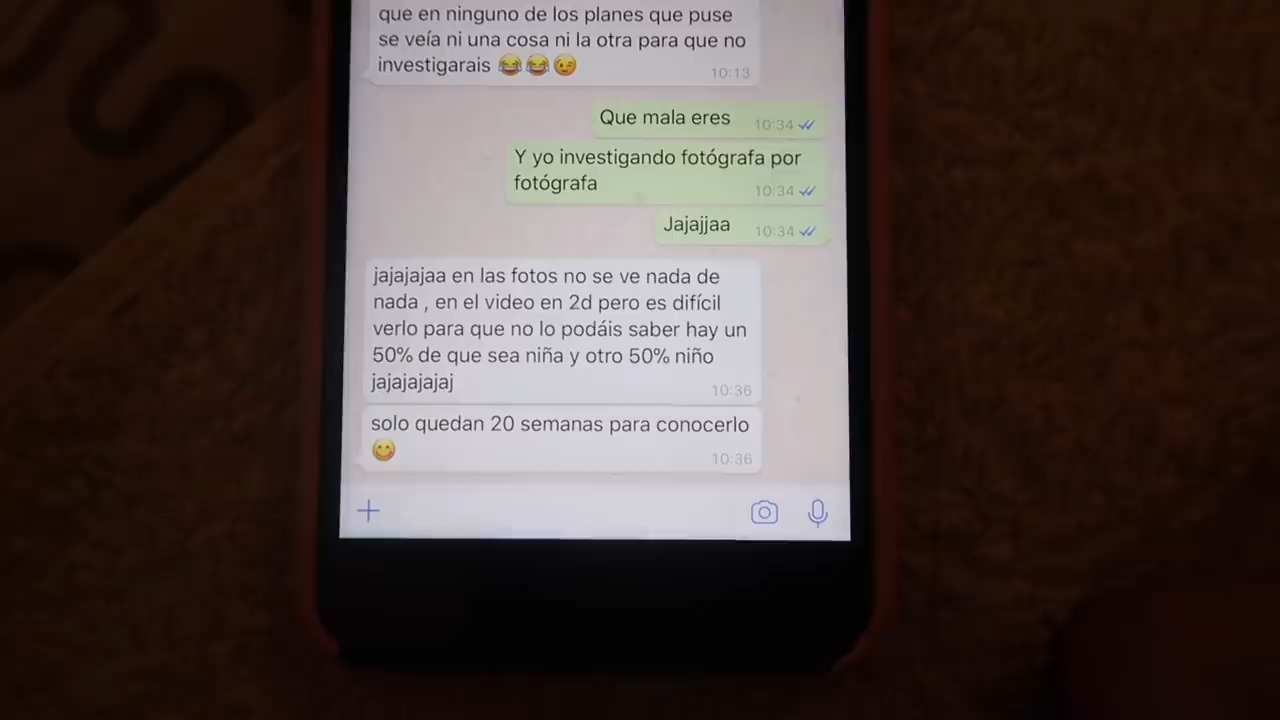 que en ninguno de los planes que puse
se veía ni una cosa ni la otra para que no
investigarais 😂😂😉
10:13
Que mala eres
10:34
Y yo investigando fotógrafa por
fotógrafa
10:34
Jajajjaa
10:34
jajajajaa en las fotos no se ve nada de
nada , en el video en 2d pero es difícil
verlo para que no lo podáis saber hay un
50% de que sea niña y otro 50% niño
jajajajajaj
10:36
solo quedan 20 semanas para conocerlo
😋
10:36